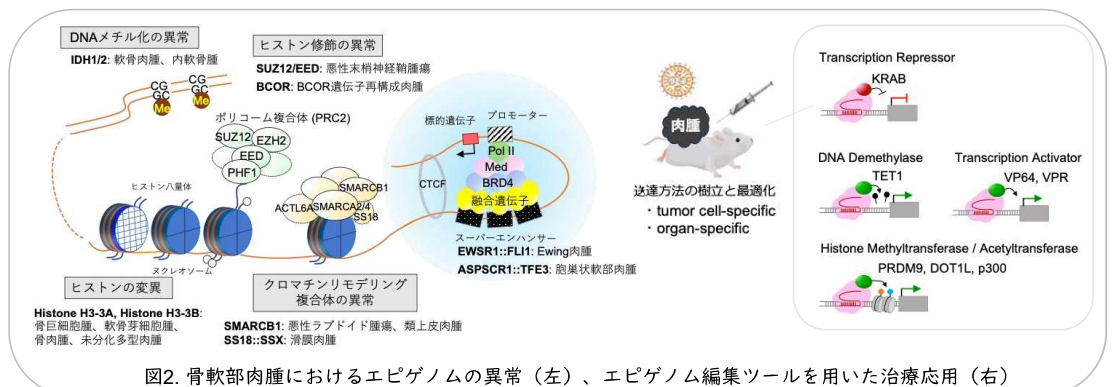 DNAメチル化の異常
IDH1/2: 軟骨肉腫、内軟骨腫
CG
GC
Me
CG
GC
Me
ヒストン修飾の異常
SUZ12/EED: 悪性末梢神経鞘腫瘍
BCOR: BCOR遺伝子再構成肉腫
ポリコーム複合体 (PRC2)
SUZ12
EZH2
EED
PHF1
ヒストン八量体
ヌクレオソーム
SMARCB1
ACTL6A
SMARCA2/4
SS18
標的遺伝子
プロモーター
Pol II
Med
BRD4
CTCF
融合遺伝子
スーパーエンハンサー
EWSR1::FLI1: Ewing肉腫
ASPSCR1::TFE3: 胞巣状軟部肉腫
ヒストンの変異
Histone H3-3A, Histone H3-3B:
骨巨細胞腫、軟骨芽細胞腫、
骨肉腫、未分化多型肉腫
クロマチンリモデリング
複合体の異常
SMARCB1: 悪性ラブドイド腫瘍、類上皮肉腫
SS18::SSX: 滑膜肉腫
肉腫
送達方法の樹立と最適化
・tumor cell-specific
・organ-specific
Transcription Repressor
KRAB
DNA Demethylase
TET1
Transcription Activator
VP64, VPR
Histone Methyltransferase / Acetyltransferase
PRDM9, DOT1L, p300
図2. 骨軟部肉腫におけるエピゲノムの異常（左）、エピゲノム編集ツールを用いた治療応用（右）